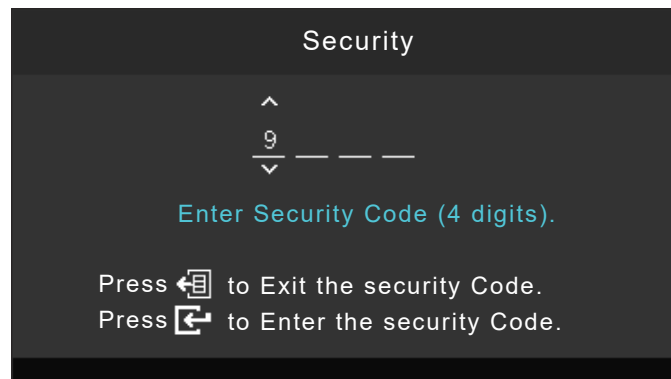 Security
9
Enter Security Code (4 digits).
Press to Exit the security Code.
Press to Enter the security Code.